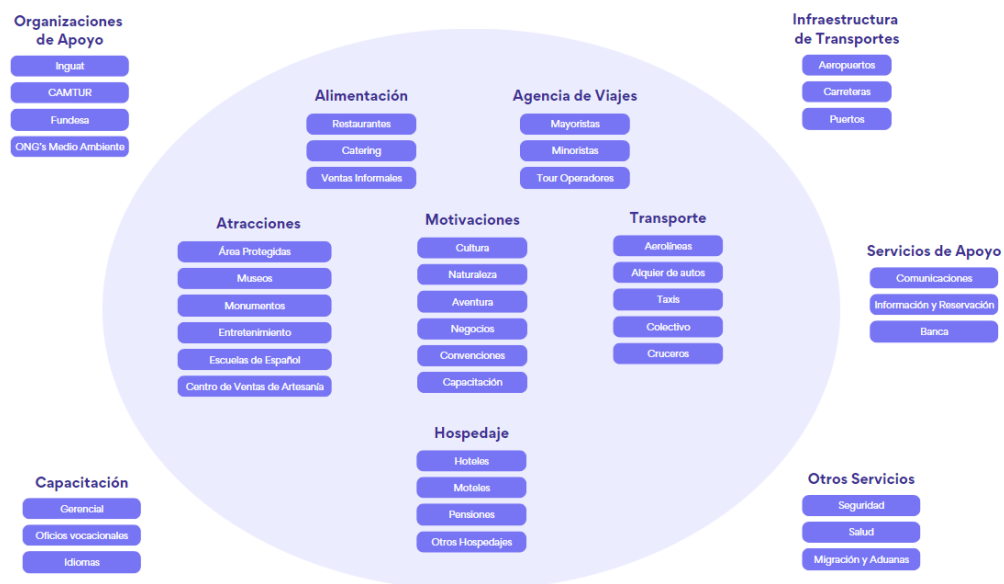 Organizaciones
de Apoyo
Inguat
CAMTUR
Fundesa
ONG's Medio Ambiente
Infraestructura
de Transportes
Aeropuertos
Carreteras
Puertos
Alimentación
Restaurantes
Catering
Ventas Informales
Agencia de Viajes
Mayoristas
Minoristas
Tour Operadores
Atracciones
Área Protegidas
Museos
Monumentos
Entretenimiento
Escuelas de Español
Centro de Ventas de Artesanía
Motivaciones
Cultura
Naturaleza
Aventura
Negocios
Convenciones
Capacitación
Transporte
Aerolíneas
Alquier de autos
Taxis
Colectivo
Cruceros
Servicios de Apoyo
Comunicaciones
Información y Reservación
Banca
Hospedaje
Hoteles
Moteles
Pensiones
Otros Hospedajes
Capacitación
Gerencial
Oficios vocacionales
Idiomas
Otros Servicios
Seguridad
Salud
Migración y Aduanas